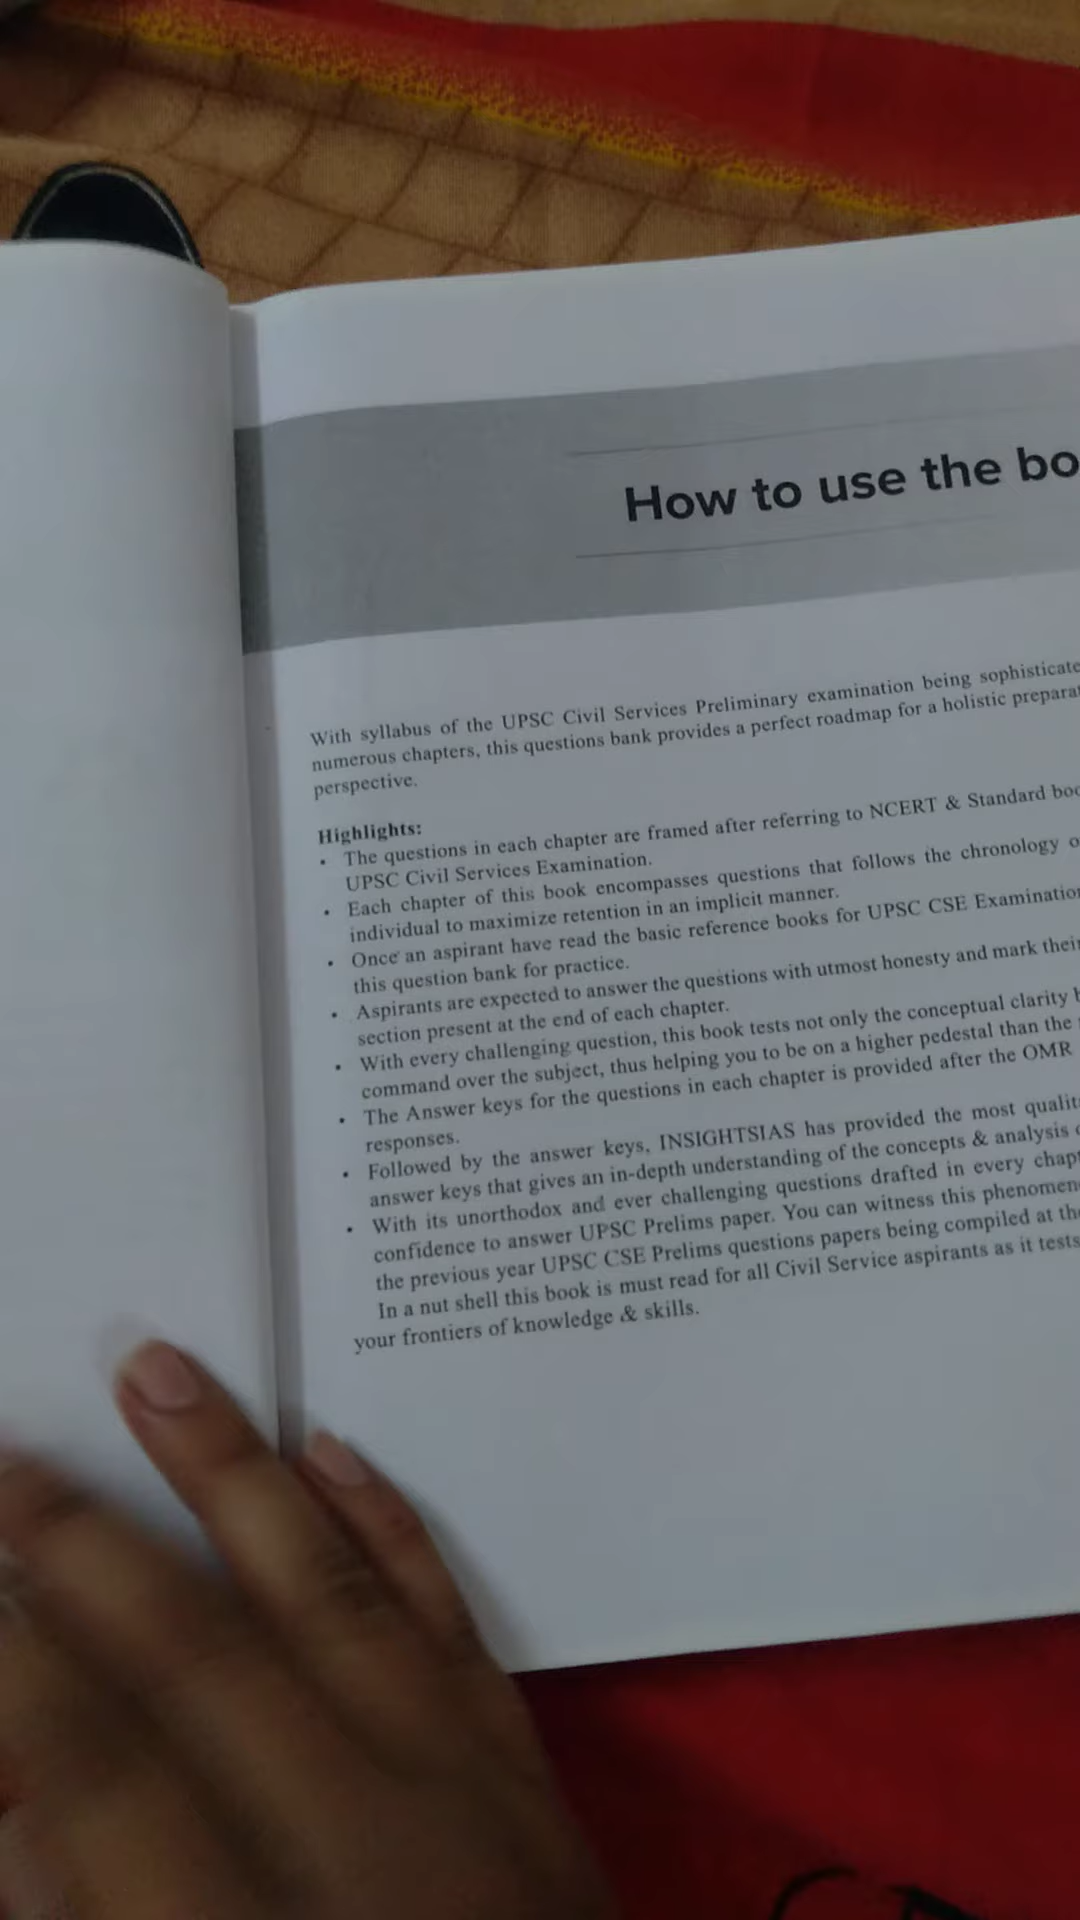 How to use the bo
With syllabus of the UPSC Civil Services Preliminary examination being sophisticate
numerous chapters, this questions bank provides a perfect roadmap for a holistic preparat
perspective.
Highlights:
• The questions in each chapter are framed after referring to NCERT & Standard boo
UPSC Civil Services Examination.
• Each chapter of this book encompasses questions that follows the chronology o
individual to maximize retention in an implicit manner.
• Once an aspirant have read the basic reference books for UPSC CSE Examination
this question bank for practice.
• Aspirants are expected to answer the questions with utmost honesty and mark their
section present at the end of each chapter.
• With every challenging question, this book tests not only the conceptual clarity b
command over the subject, thus helping you to be on a higher pedestal than the
• The Answer keys for the questions in each chapter is provided after the OMR
responses.
• Followed by the answer keys, INSIGHTSIAS has provided the most qualit
answer keys that gives an in-depth understanding of the concepts & analysis o
• With its unorthodox and ever challenging questions drafted in every chapt
confidence to answer UPSC Prelims paper. You can witness this phenomen
the previous year UPSC CSE Prelims questions papers being compiled at the
In a nut shell this book is must read for all Civil Service aspirants as it tests
your frontiers of knowledge & skills.